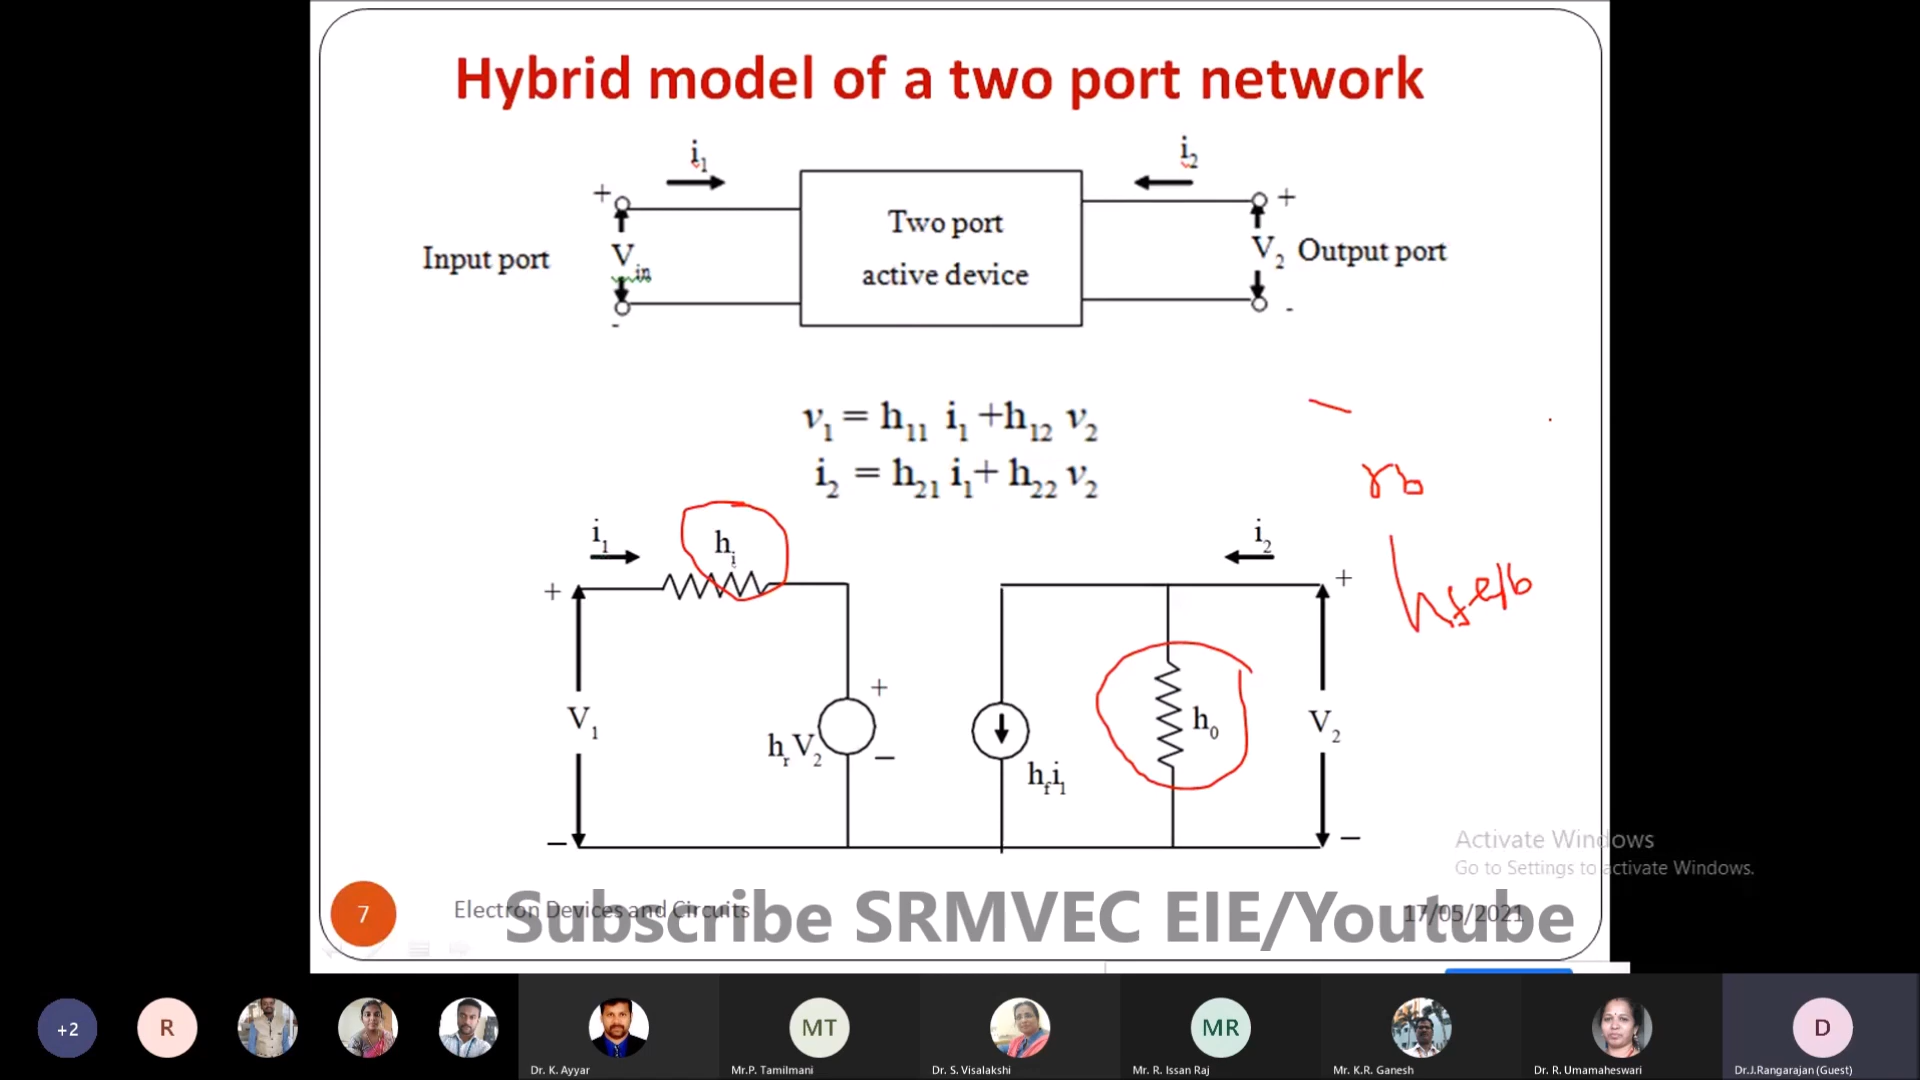 Hybrid model of a two port network
i1
i2
+
+
Two port
active device
Input port
Vin
V2 Output port
-
-
v1 = h11 i1 +h12 v2
i2 = h21 i1+ h22 v2
i1
hi
i2
+
+
V1
+
hrV2
−
hfi1
h0
V2
−
−
hfe/b
Activate Windows
Go to Settings to activate Windows.
7
Electron Devices and Circuits
17/05/2021
Subscribe SRMVEC EIE/Youtube
+2
R
MT
MR
D
Dr. K. Ayyar
Mr.P. Tamilmani
Dr. S. Visalakshi
Mr. R. Issan Raj
Mr. K.R. Ganesh
Dr. R. Umamaheswari
Dr.J.Rangarajan (Guest)